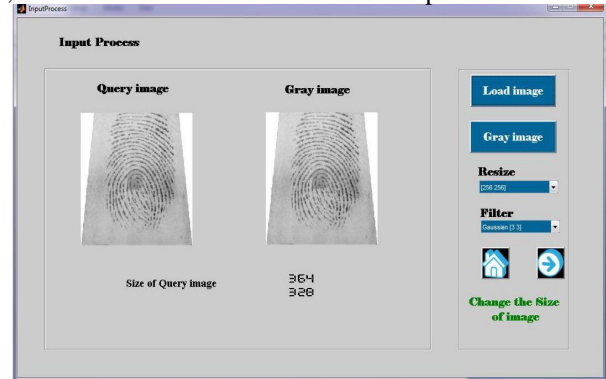 InputProcess
Input Process
Query image
Gray image
Size of Query image
364
328
Load image
Gray image
Resize
[256 256]
Filter
Gaussian [3 3]
Change the Size
of image